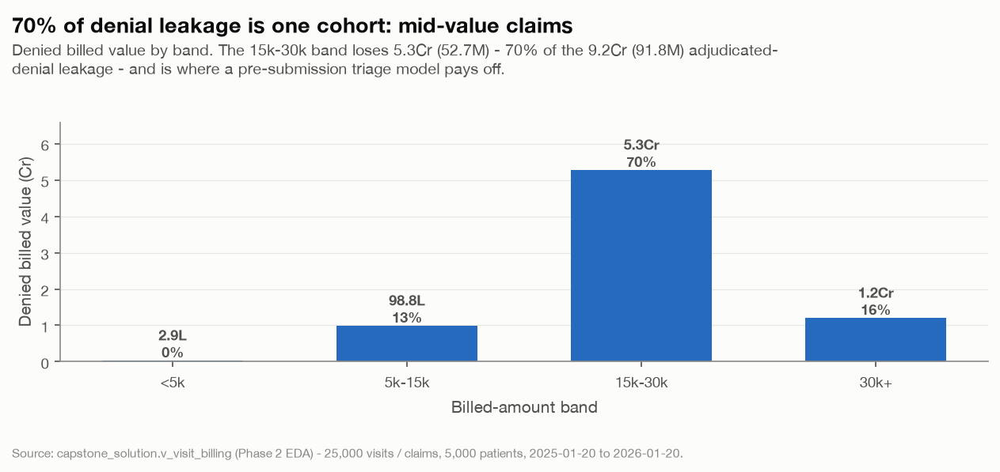 70% of denial leakage is one cohort: mid-value claims
Denied billed value by band. The 15k-30k band loses 5.3Cr (52.7M) - 70% of the 9.2Cr (91.8M) adjudicated-
denial leakage - and is where a pre-submission triage model pays off.
Denied billed value (Cr)
6
5
4
3
2
1
0
2.9L
0%
98.8L
13%
5.3Cr
70%
1.2Cr
16%
<5k
5k-15k
15k-30k
30k+
Billed-amount band
Source: capstone_solution.v_visit_billing (Phase 2 EDA) - 25,000 visits / claims, 5,000 patients, 2025-01-20 to 2026-01-20.